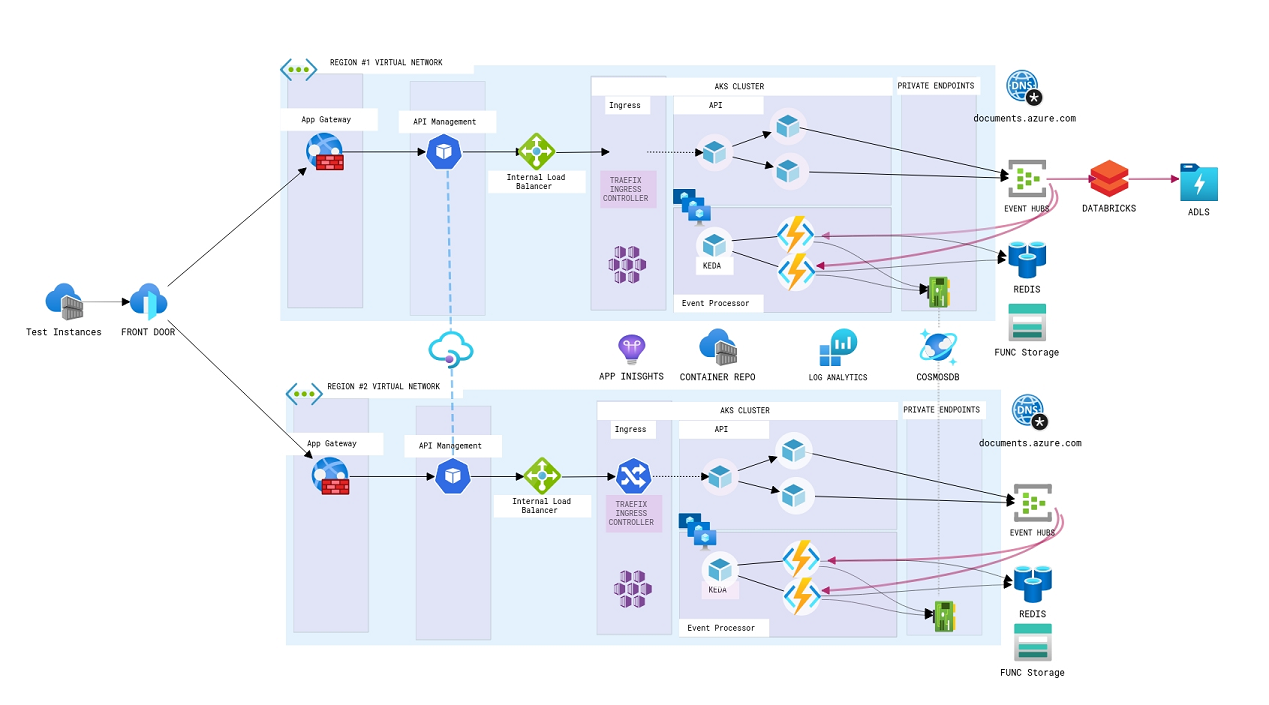 REGION #1 VIRTUAL NETWORK
App Gateway
API Management
Internal Load
Balancer
AKS CLUSTER
Ingress
API
TRAEFIX
INGRESS
CONTROLLER
KEDA
Event Processor
PRIVATE ENDPOINTS
DNS
documents.azure.com
EVENT HUBS
DATABRICKS
ADLS
REDIS
FUNC Storage
Test Instances
FRONT DOOR
APP INISGHTS
CONTAINER REPO
LOG ANALYTICS
COSMOSDB
REGION #2 VIRTUAL NETWORK
App Gateway
API Management
Internal Load
Balancer
AKS CLUSTER
Ingress
API
TRAEFIX
INGRESS
CONTROLLER
KEDA
Event Processor
PRIVATE ENDPOINTS
DNS
documents.azure.com
EVENT HUBS
REDIS
FUNC Storage